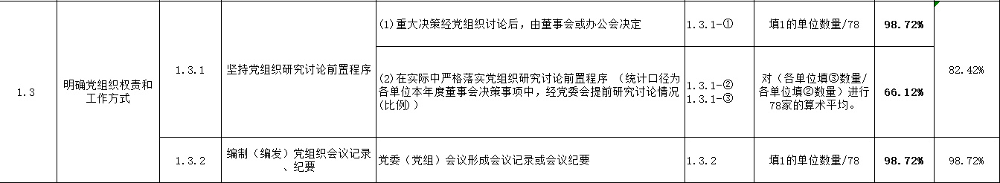 1.3
明确党组织权责和
工作方式
1.3.1
坚持党组织研究讨论前置程序
(1)重大决策经党组织讨论后，由董事会或办公会决定
1.3.1-①
填1的单位数量/78
98.72%
82.42%
(2)在实际中严格落实党组织研究讨论前置程序 （统计口径为
各单位本年度董事会决策事项中，经党委会提前研究讨论情况
(比例)）
1.3.1-②
1.3.1-③
对（各单位填③数量/
各单位填②数量）进行
78家的算术平均。
66.12%
1.3.2
编制（编发）党组织会议记录
、纪要
党委（党组）会议形成会议记录或会议纪要
1.3.2
填1的单位数量/78
98.72%
98.72%